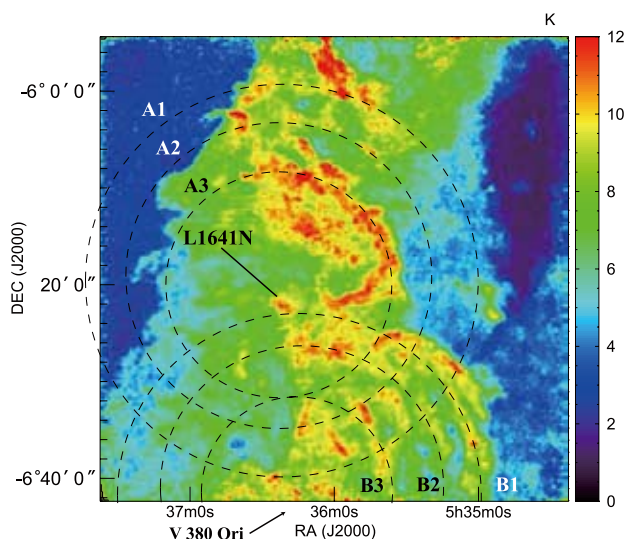 K
12
10
8
6
4
2
0
-6° 0′ 0″
20 0
-6° 40′ 0″
DEC (J2000)
A1
A2
A3
L1641N
B3
B2
B1
37m0s
36m0s
5h35m0s
V 380 Ori
RA (J2000)